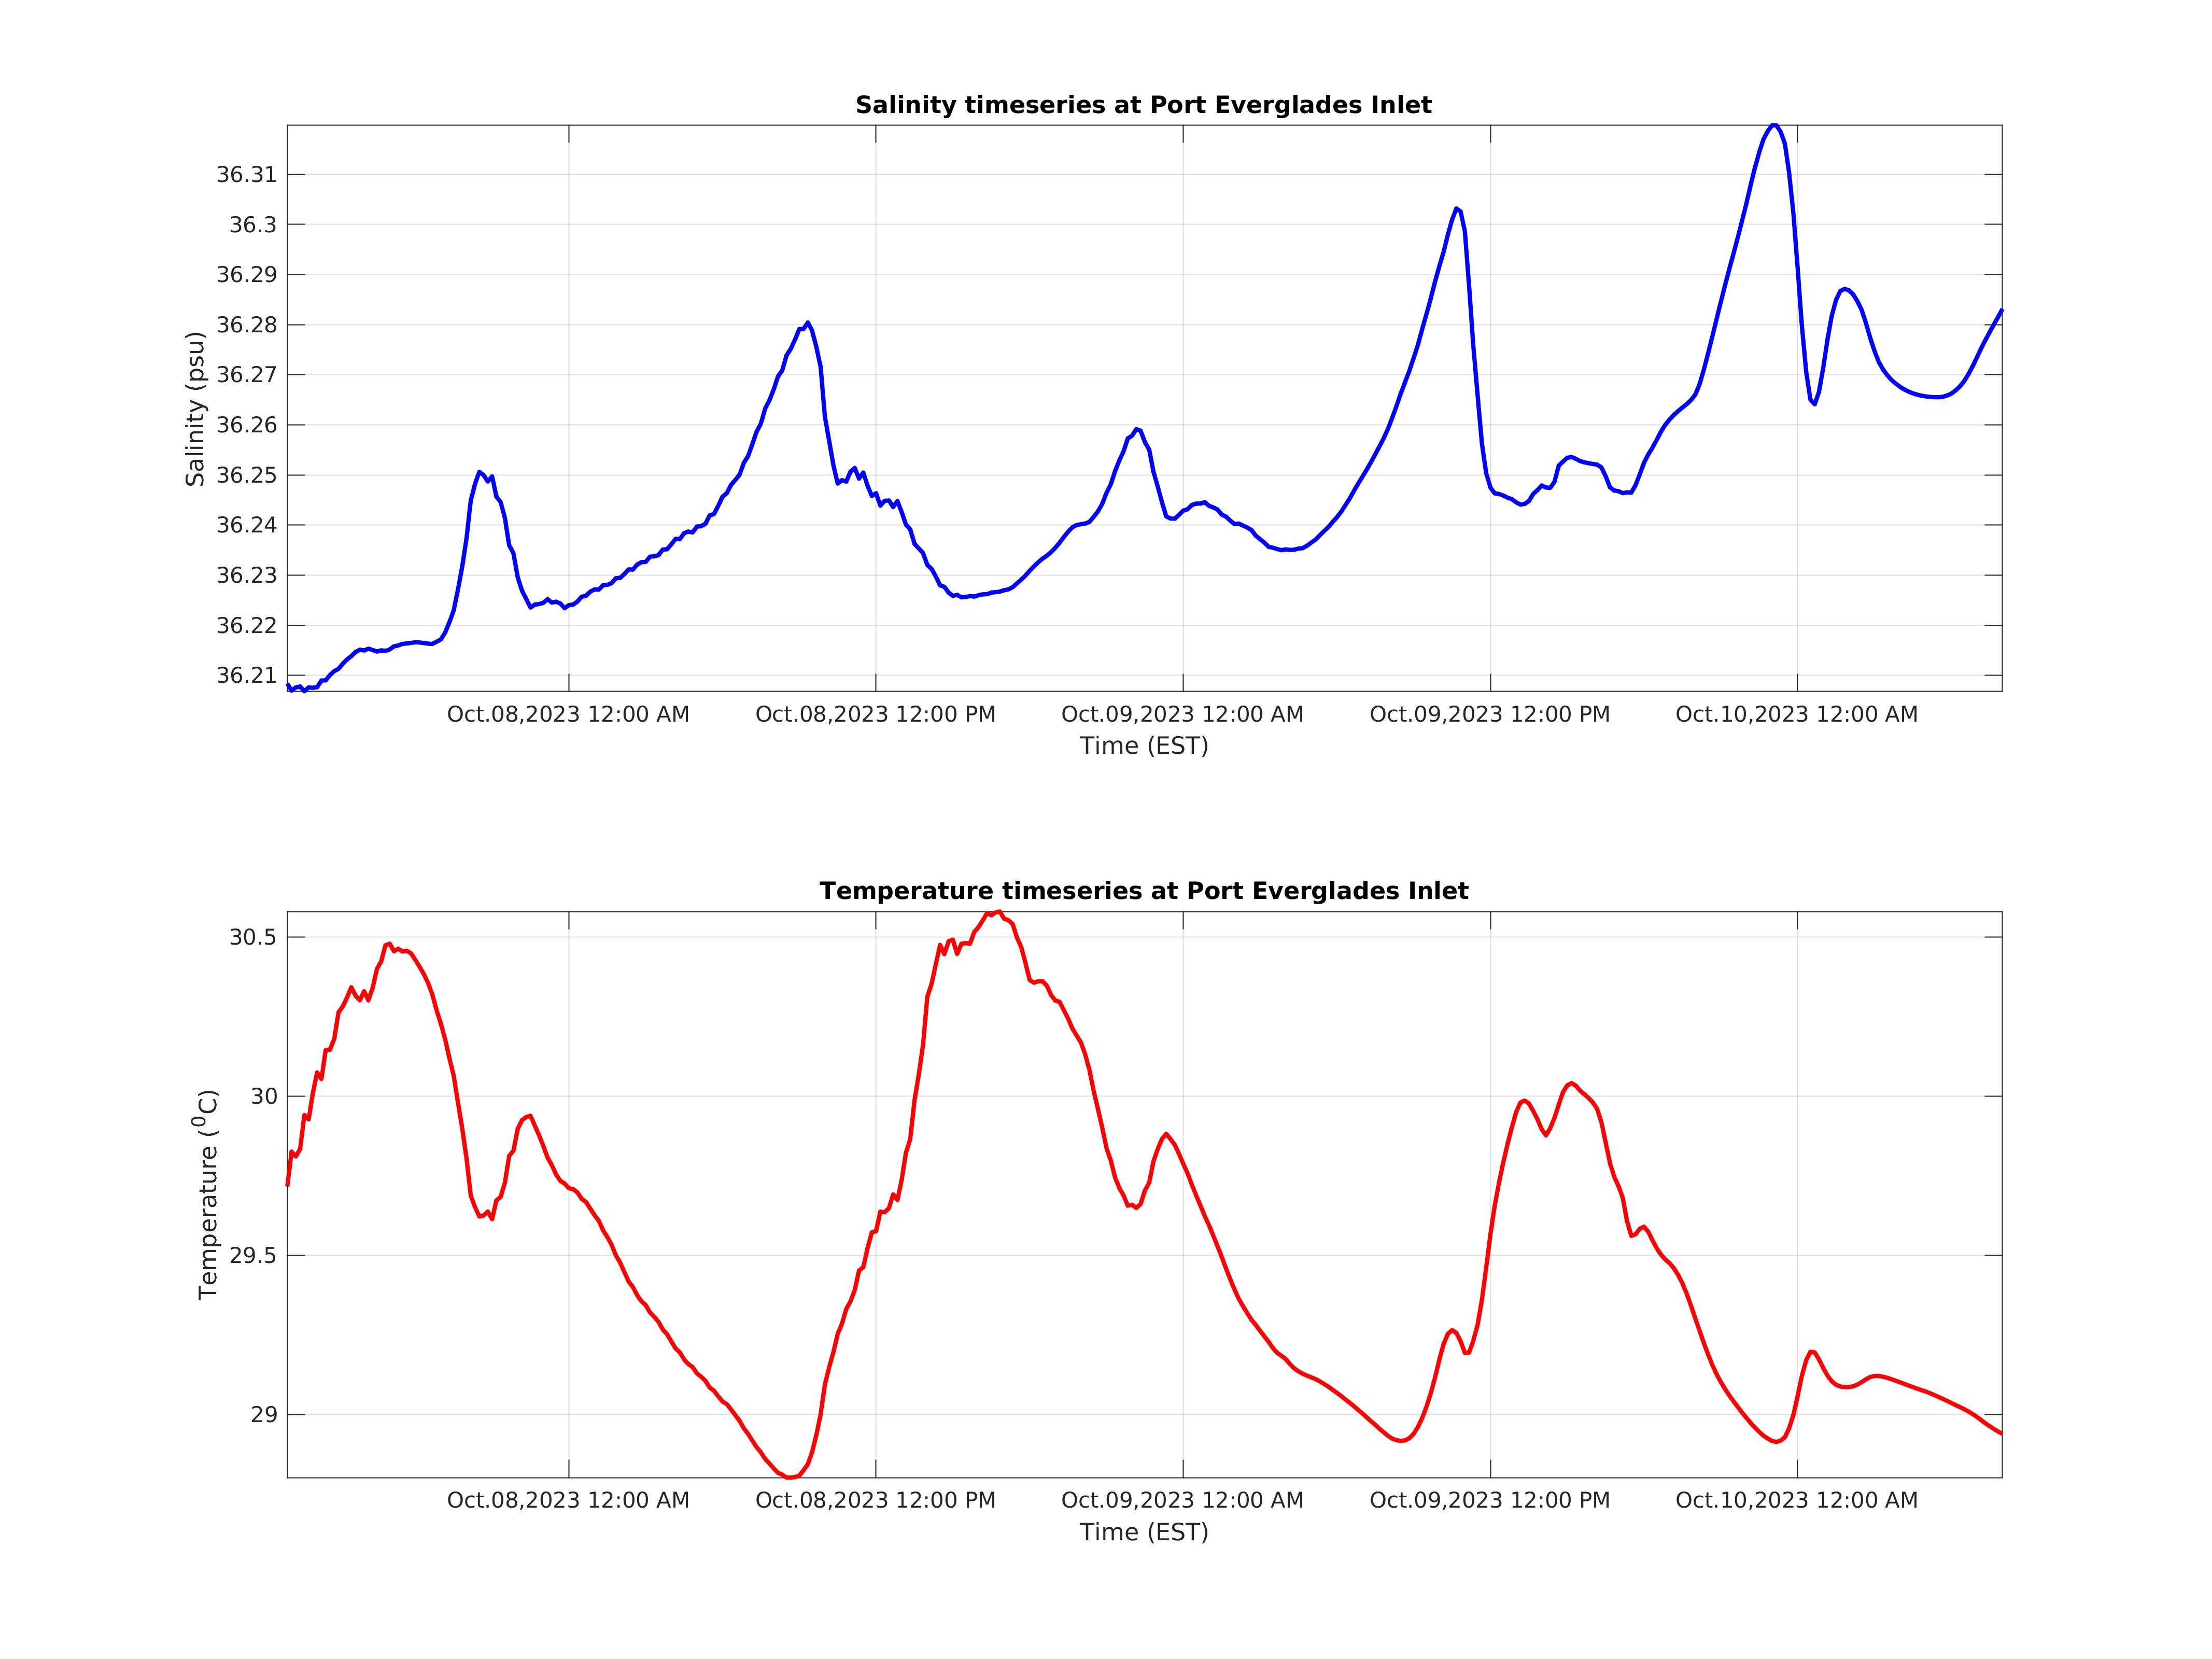 Salinity timeseries at Port Everglades Inlet
36.31
36.3
36.29
36.28
36.27
36.26
36.25
36.24
36.23
36.22
36.21
Salinity (psu)
Oct.08,2023 12:00 AM Oct.08,2023 12:00 PM Oct.09,2023 12:00 AM Oct.09,2023 12:00 PM Oct.10,2023 12:00 AM
Time (EST)
Temperature timeseries at Port Everglades Inlet
30.5
30
29.5
29
Temperature (⁰C)
Oct.08,2023 12:00 AM Oct.08,2023 12:00 PM Oct.09,2023 12:00 AM Oct.09,2023 12:00 PM Oct.10,2023 12:00 AM
Time (EST)